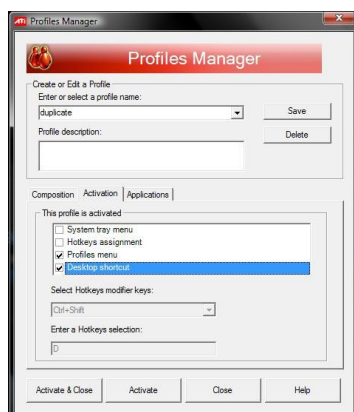 ATI Profiles Manager
Profiles Manager
Create or Edit a Profile
Enter or select a profile name:
duplicate
Save
Profile description:
Delete
Composition Activation Applications
This profile is activated
System tray menu
Hotkeys assignment
Profiles menu
Desktop shortcut
Select Hotkeys modifier keys:
Ctrl+Shift
Enter a Hotkeys selection:
D
Activate & Close Activate Close Help